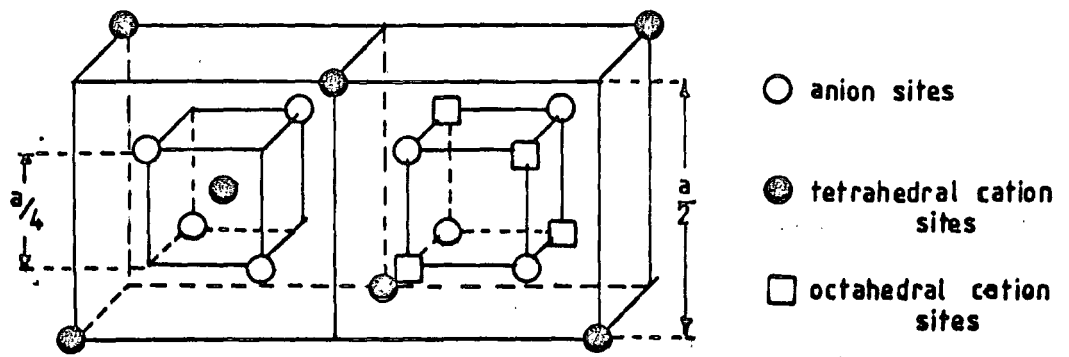 a/4
a/2
anion sites
tetrahedral cation
sites
octahedral cation
sites